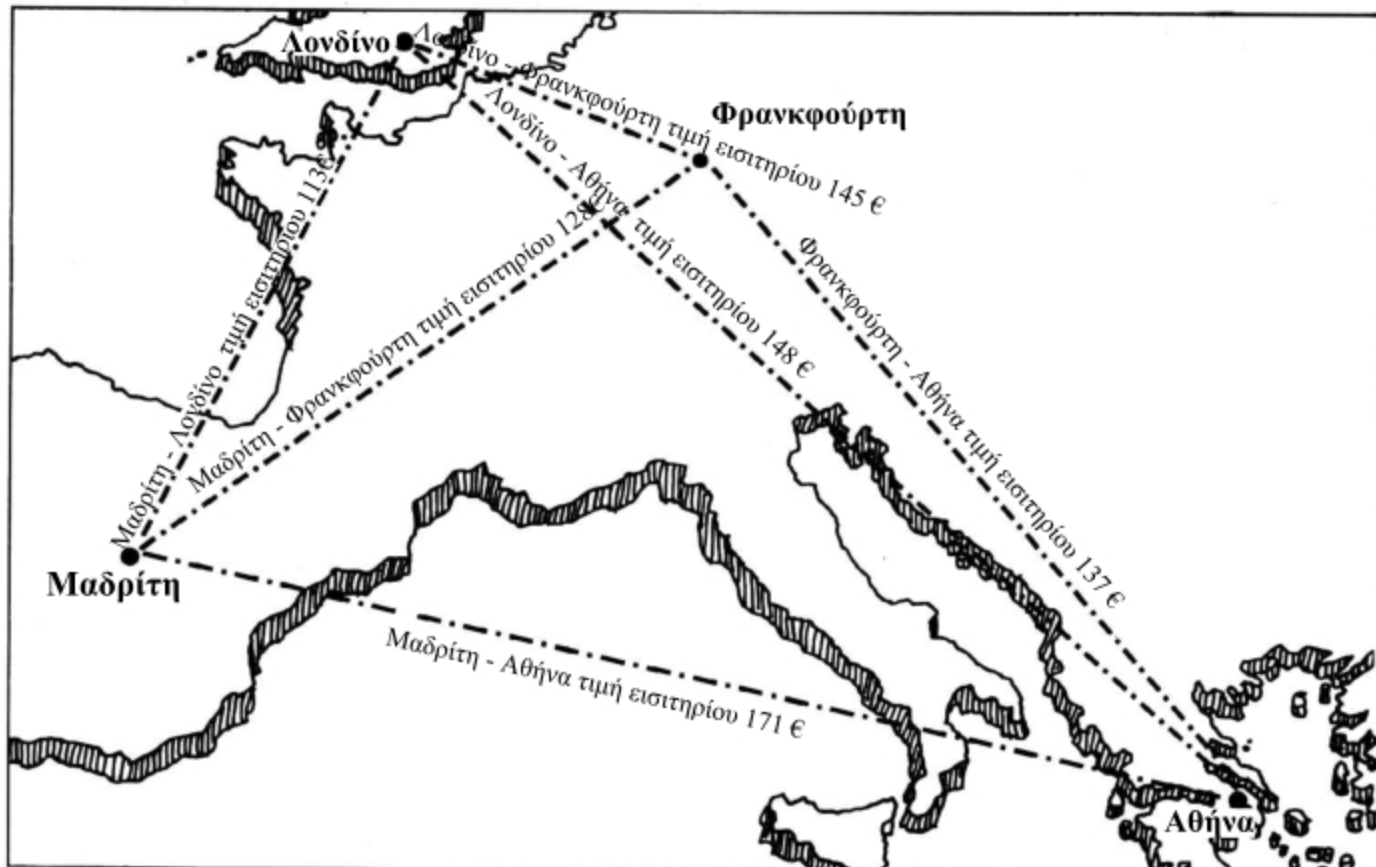 Λονδίνο
Λονδίνο - Φρανκφούρτη τιμή εισιτηρίου 145 €
Φρανκφούρτη
Λονδίνο - Αθήνα τιμή εισιτηρίου 148 €
Μαδρίτη - Λονδίνο τιμή εισιτηρίου 113€
Μαδρίτη - Φρανκφούρτη τιμή εισιτηρίου 128€
Φρανκφούρτη - Αθήνα τιμή εισιτηρίου 137 €
Μαδρίτη
Μαδρίτη - Αθήνα τιμή εισιτηρίου 171 €
Αθήνα